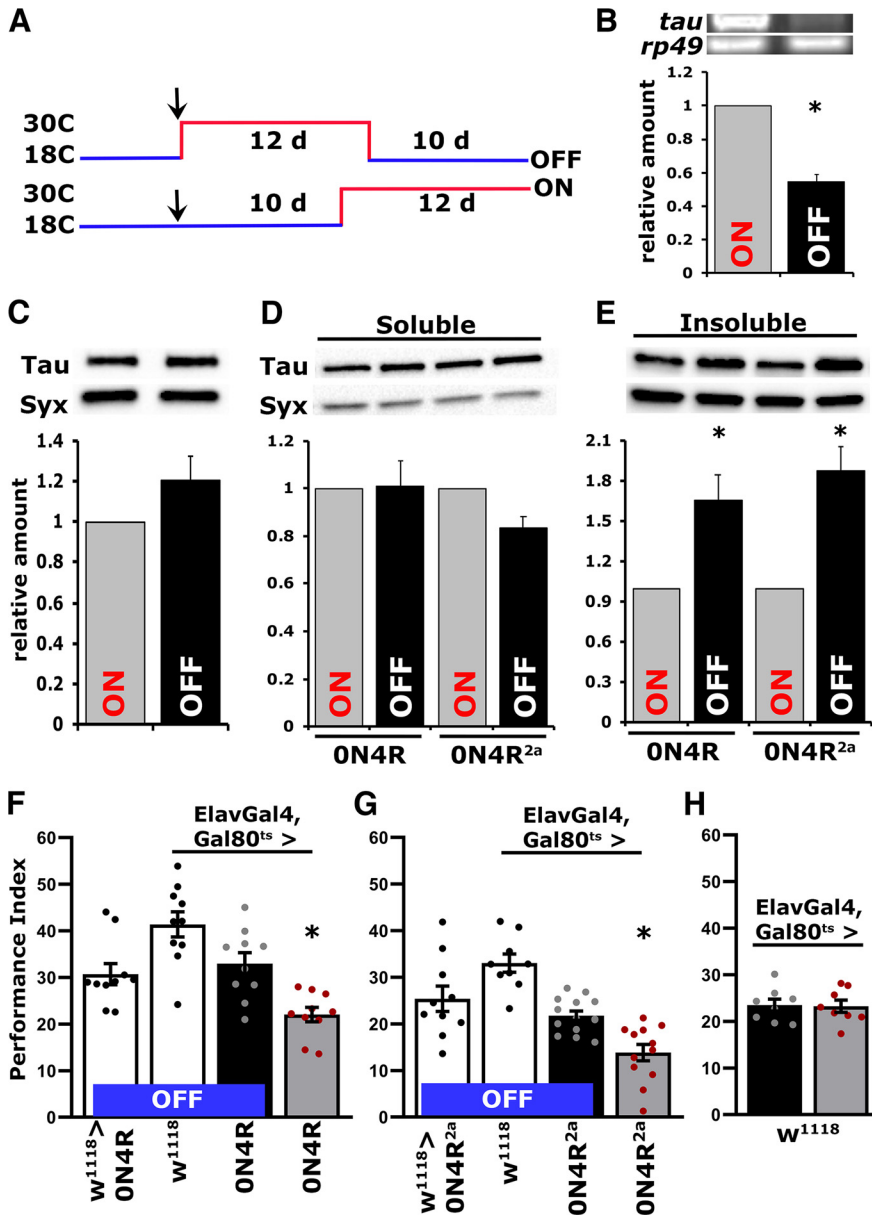 A
30C
18C
12 d
10 d
OFF
30C
18C
10 d
12 d
ON
B
tau
rp49
relative amount
1.2
1
0.8
0.6
0.4
0.2
0
*
ON
OFF
C
Tau
Syx
relative amount
1.4
1.2
1
0.8
0.6
0.4
0.2
0
ON
OFF
D
Soluble
Tau
Syx
1.2
1
0.8
0.6
0.4
0.2
0
ON
OFF
ON
OFF
0N4R
0N4R²ᵃ
E
Insoluble
2.1
1.8
1.5
1.2
0.9
0.6
0.3
0
*
*
ON
OFF
ON
OFF
0N4R
0N4R²ᵃ
F
ElavGal4,
Gal80ᵗˢ >
Performance Index
60
50
40
30
20
10
0
*
OFF
w¹¹¹⁸>
0N4R
w¹¹¹⁸
0N4R
0N4R
G
ElavGal4,
Gal80ᵗˢ >
60
50
40
30
20
10
0
*
OFF
w¹¹¹⁸>
0N4R²ᵃ
w¹¹¹⁸
0N4R²ᵃ
0N4R²ᵃ
H
ElavGal4,
Gal80ᵗˢ >
60
50
40
30
20
10
0
w¹¹¹⁸